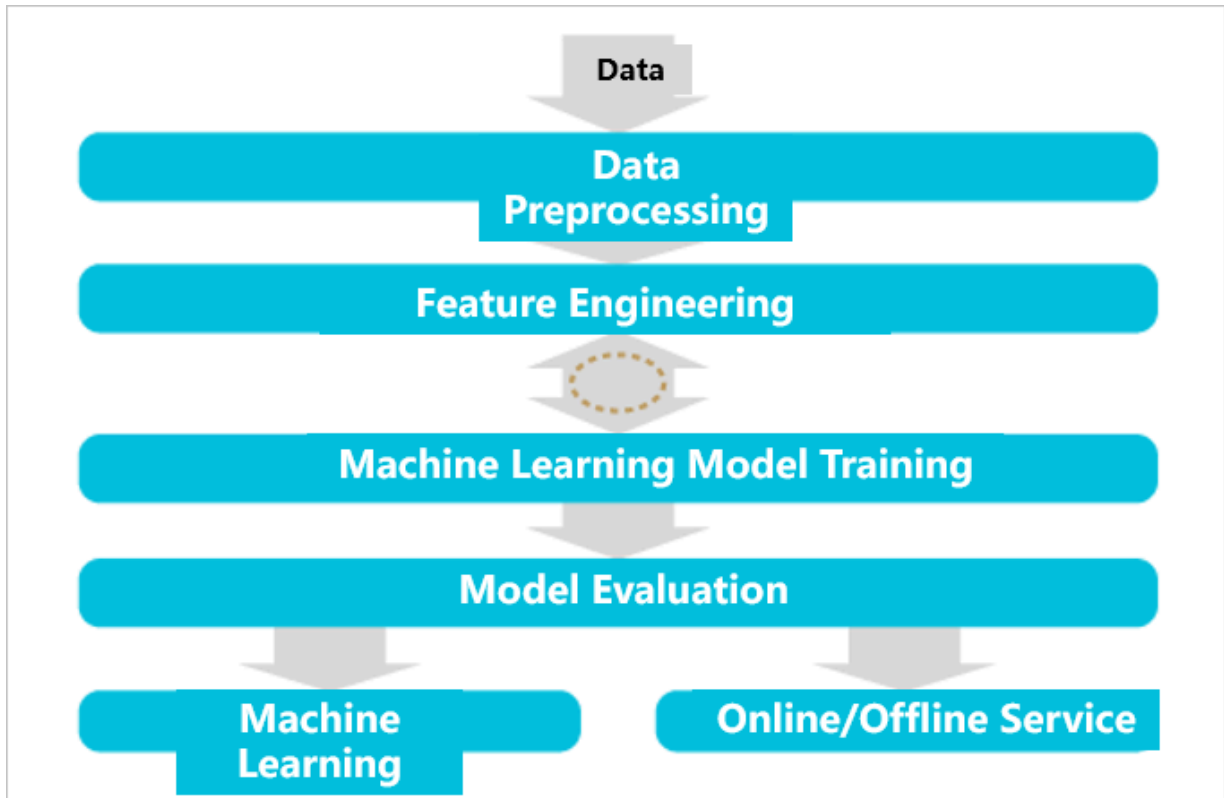 Data
Data
Preprocessing
Feature Engineering
Machine Learning Model Training
Model Evaluation
Machine
Learning
Online/Offline Service